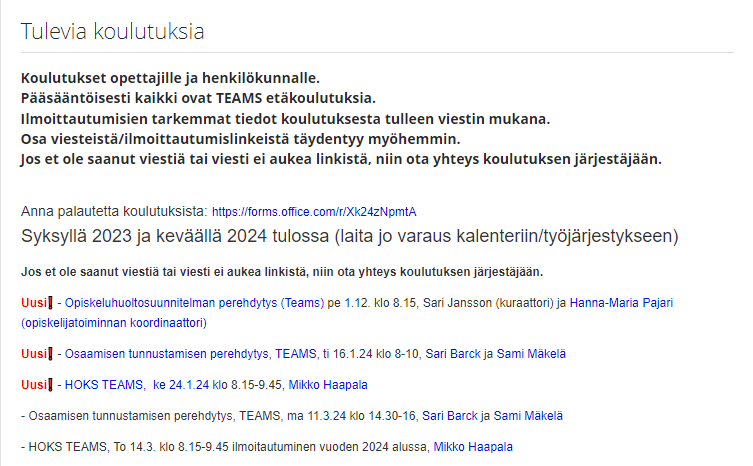 Tulevia koulutuksia
Koulutukset opettajille ja henkilökunnalle.
Pääsääntöisesti kaikki ovat TEAMS etäkoulutuksia.
Ilmoittautumisien tarkemmat tiedot koulutuksesta tulleen viestin mukana.
Osa viesteistä/ilmoittautumislinkeistä täydentyy myöhemmin.
Jos et ole saanut viestiä tai viesti ei aukea linkistä, niin ota yhteys koulutuksen järjestäjään.
Anna palautetta koulutuksista: https://forms.office.com/r/Xk24zNpmtA
Syksyllä 2023 ja keväällä 2024 tulossa (laita jo varaus kalenteriin/työjärjestykseen)
Jos et ole saanut viestiä tai viesti ei aukea linkistä, niin ota yhteys koulutuksen järjestäjään.
Uusi! - Opiskeluhuoltosuunnitelman perehdytys (Teams) pe 1.12. klo 8.15, Sari Jansson (kuraattori) ja Hanna-Maria Pajari
(opiskelijatoiminnan koordinaattori)
Uusi! - Osaamisen tunnustamisen perehdytys, TEAMS, ti 16.1.24 klo 8-10, Sari Barck ja Sami Mäkelä
Uusi! - HOKS TEAMS, ke 24.1.24 klo 8.15-9.45, Mikko Haapala
- Osaamisen tunnustamisen perehdytys, TEAMS, ma 11.3.24 klo 14.30-16, Sari Barck ja Sami Mäkelä
- HOKS TEAMS, To 14.3. klo 8.15-9.45 ilmoitautuminen vuoden 2024 alussa, Mikko Haapala